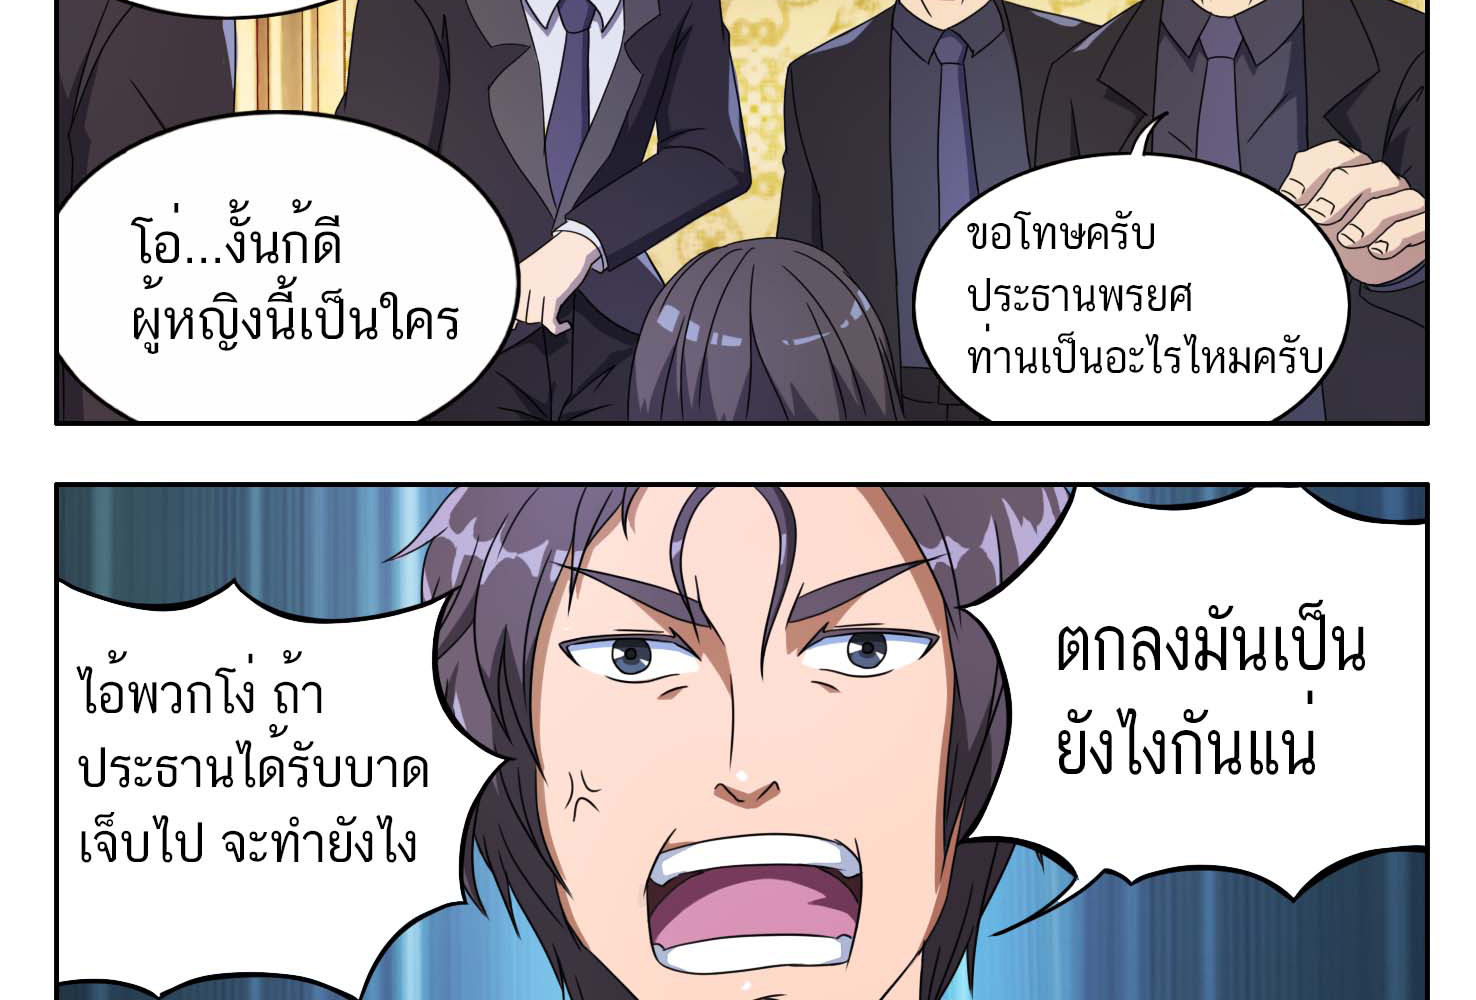 โอ่...งั้นก้ดี
ผู้หญิงนี้เป็นใคร
ขอโทษครับ
ประธานพรยศ
ท่านเป็นอะไรไหมครับ
ไอ้พวกโง่ ถ้า
ประธานได้รับบาด
เจ็บไป จะทำยังไง
ตกลงมันเป็น
ยังไงกันแน่